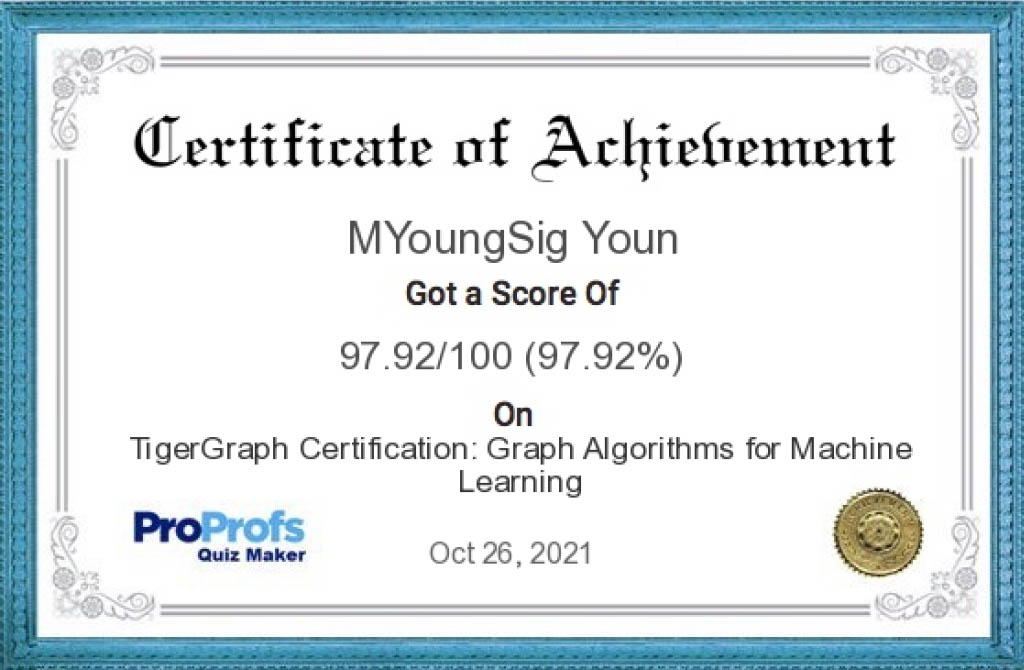 Certificate of Achievement
MYoungSig Youn
Got a Score Of
97.92/100 (97.92%)
On
TigerGraph Certification: Graph Algorithms for Machine
Learning
ProProfs
Quiz Maker
Oct 26, 2021